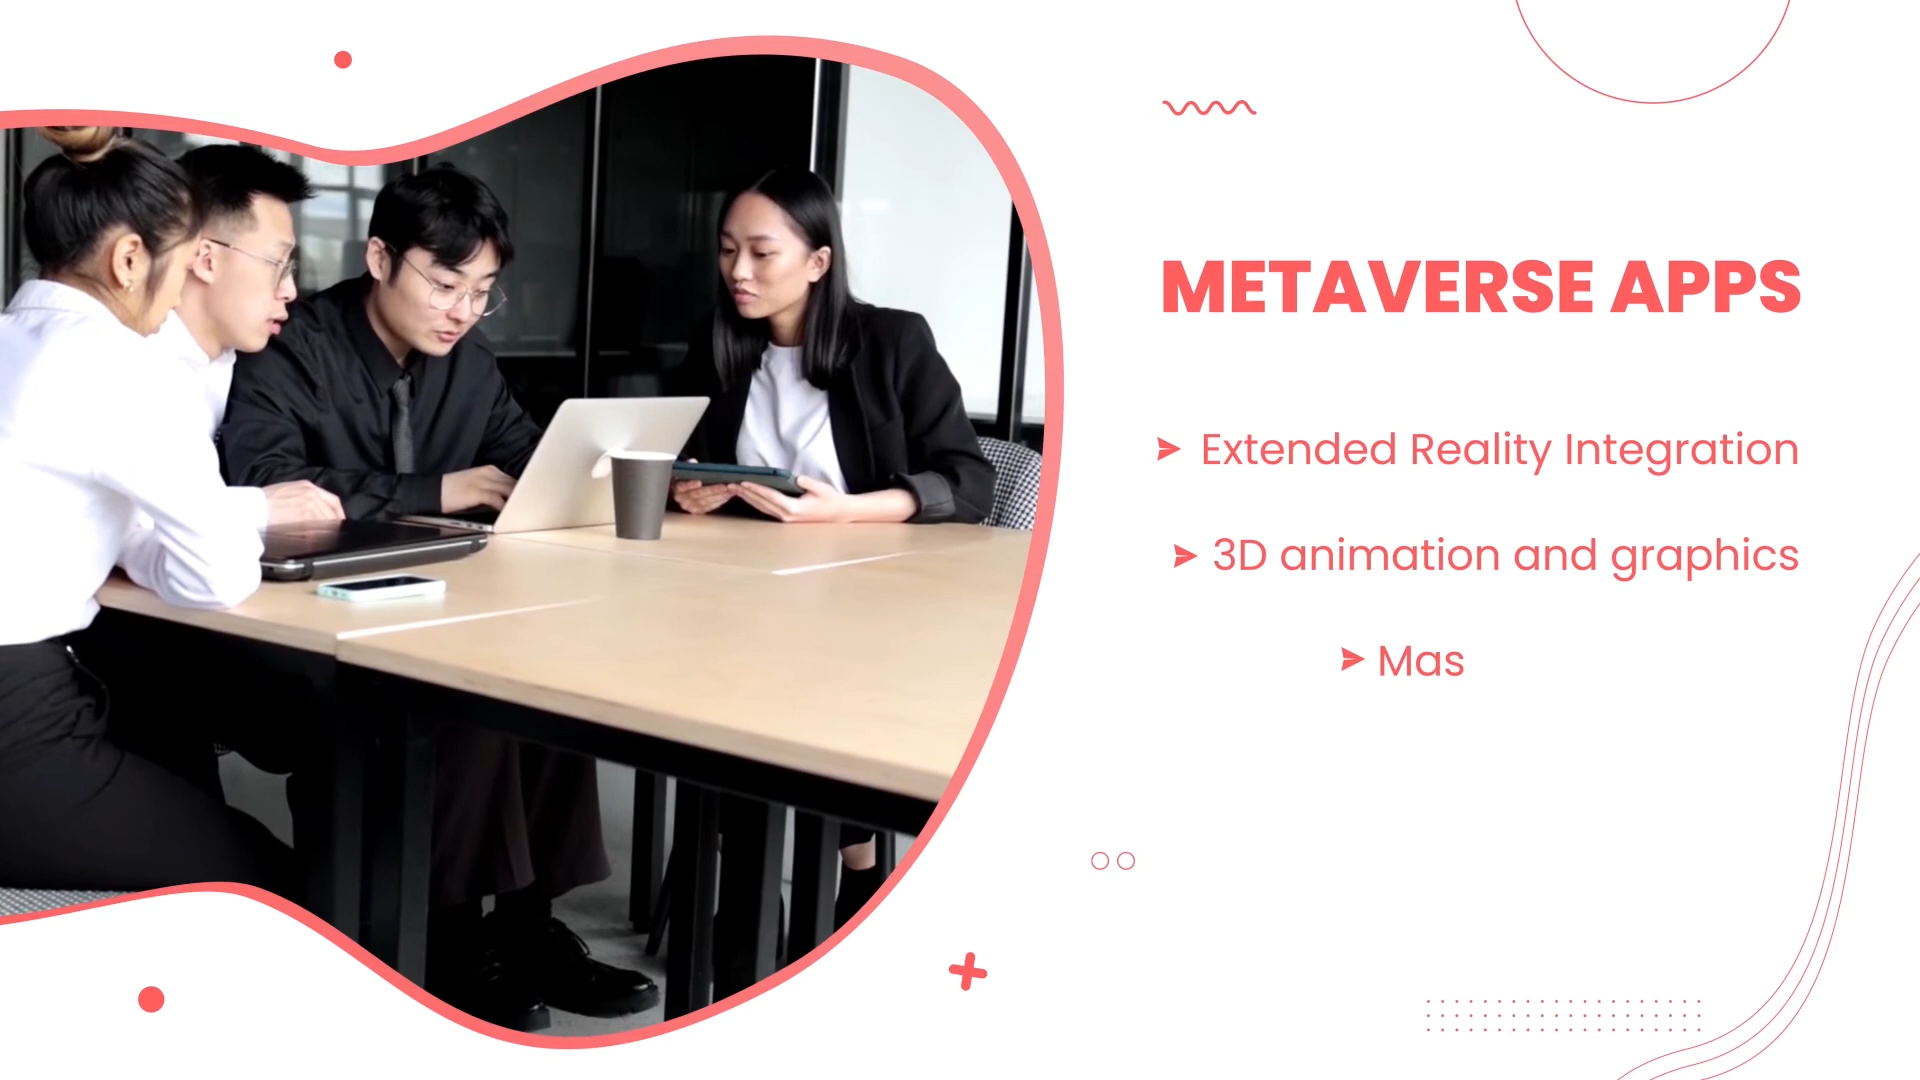 METAVERSE APPS
Extended Reality Integration
3D animation and graphics
Mas